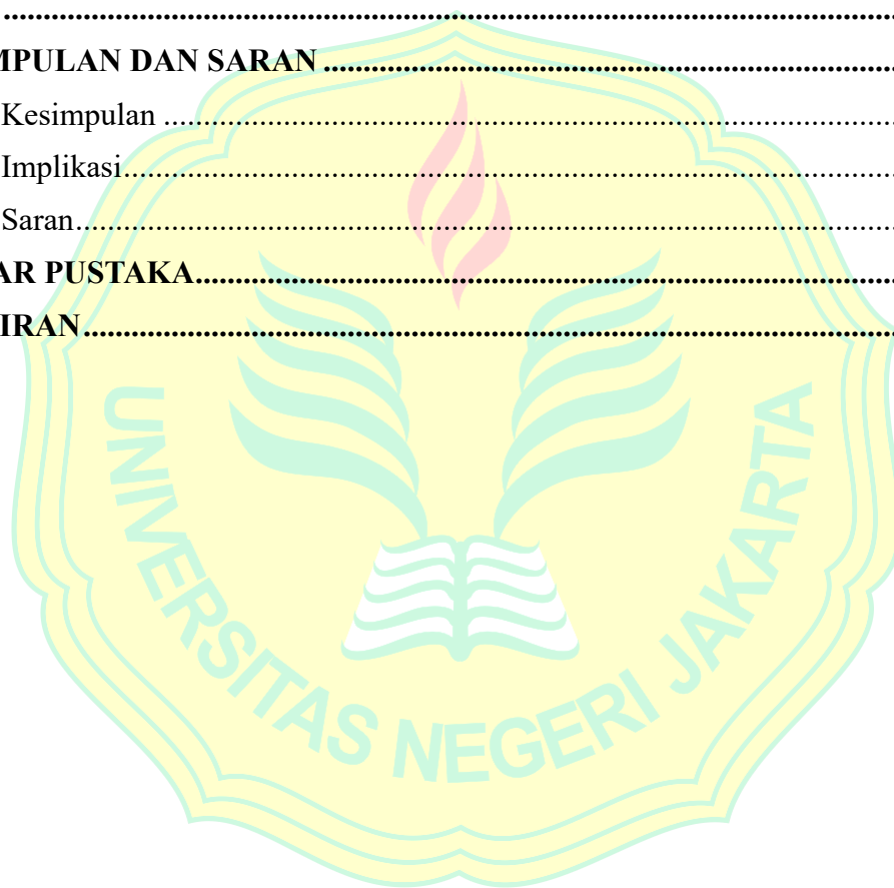 MPULAN DAN SARAN
Kesimpulan
Implikasi
Saran
AR PUSTAKA
IRAN
UNIVERSITAS NEGERI JAKARTA